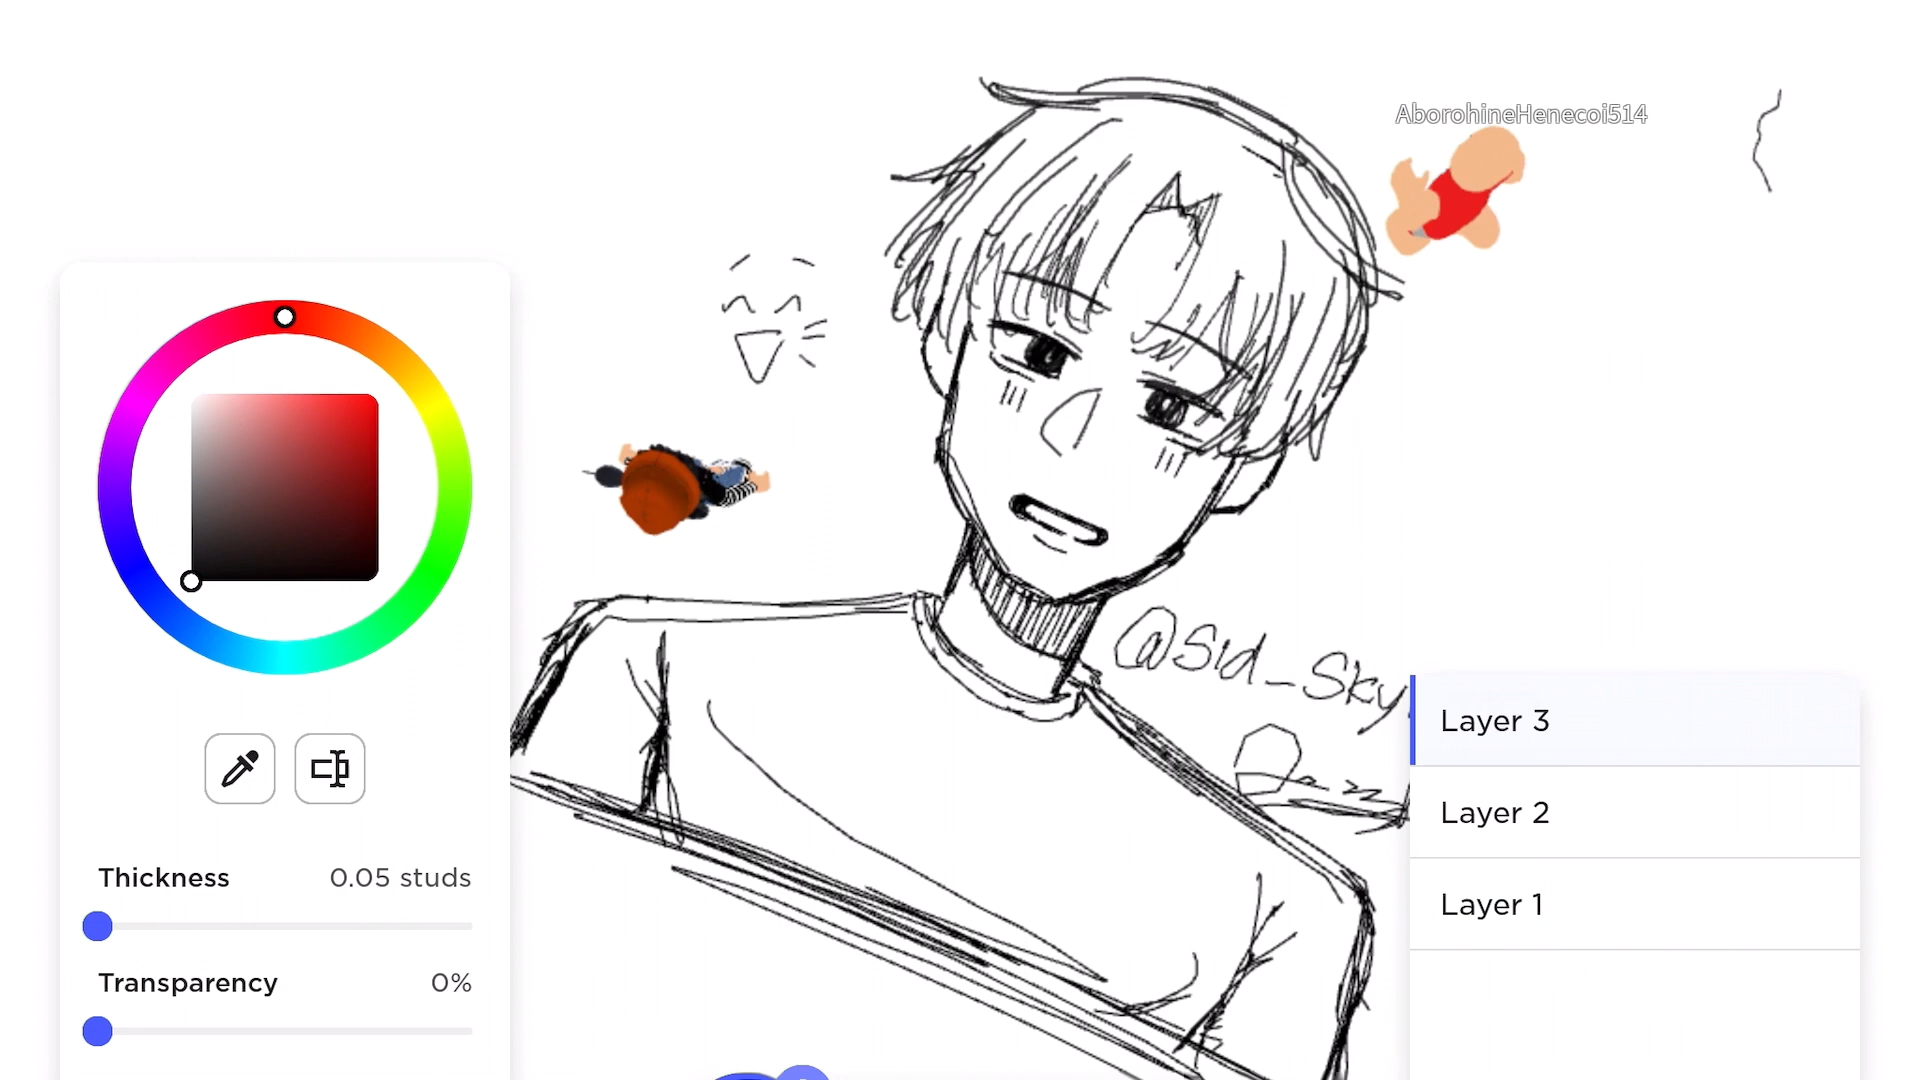 AborohineHenecoi514
@Sid_Sky
Layer 3
Layer 2
Layer 1
Thickness 0.05 studs
Transparency 0%